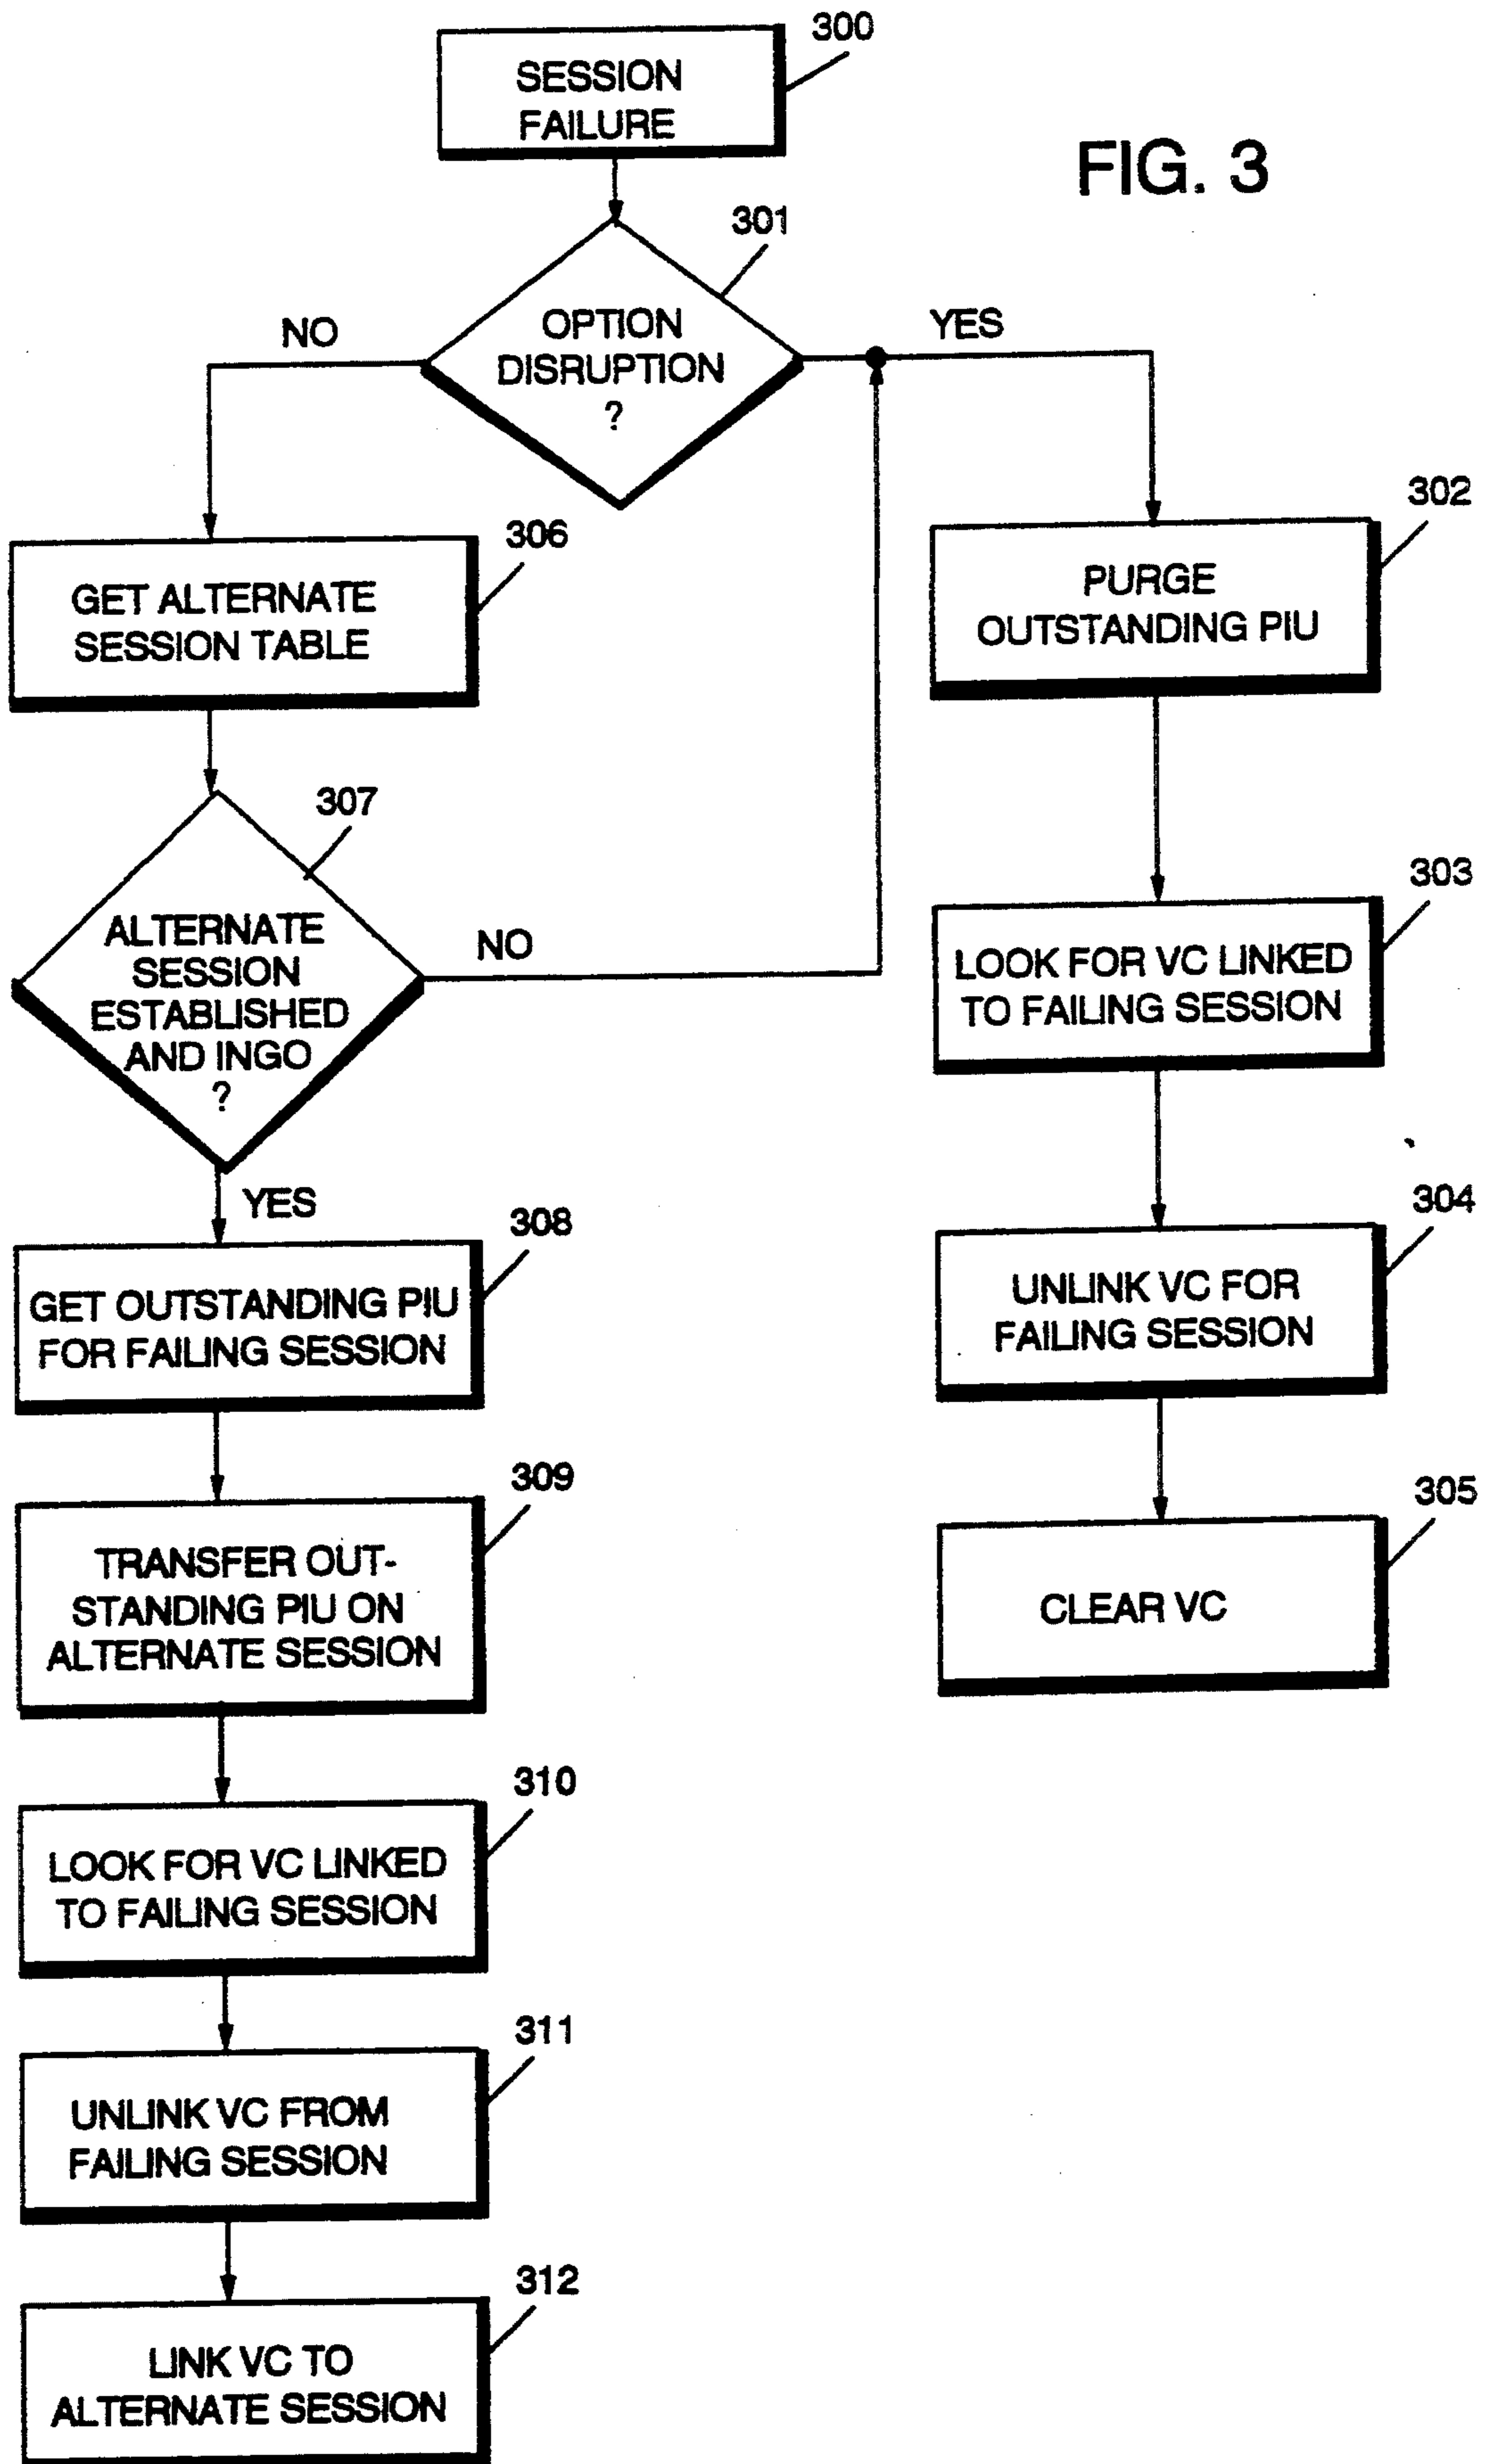 300
SESSION
FAILURE
FIG. 3
301
OPTION
DISRUPTION
?
NO
YES
306
GET ALTERNATE
SESSION TABLE
302
PURGE
OUTSTANDING PIU
307
ALTERNATE
SESSION
ESTABLISHED
AND INGO
?
NO
YES
303
LOOK FOR VC LINKED
TO FAILING SESSION
304
UNLINK VC FOR
FAILING SESSION
305
CLEAR VC
308
GET OUTSTANDING PIU
FOR FAILING SESSION
309
TRANSFER OUT-
STANDING PIU ON
ALTERNATE SESSION
310
LOOK FOR VC LINKED
TO FAILING SESSION
311
UNLINK VC FROM
FAILING SESSION
312
LINK VC TO
ALTERNATE SESSION